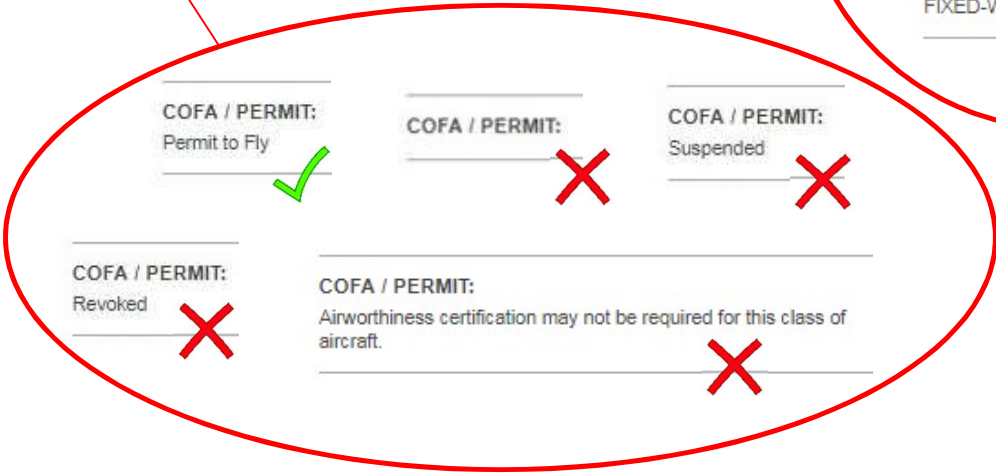 FIXED-W
COFA / PERMIT:
Permit to Fly
COFA / PERMIT:
COFA / PERMIT:
Suspended
COFA / PERMIT:
Revoked
COFA / PERMIT:
Airworthiness certification may not be required for this class of
aircraft.